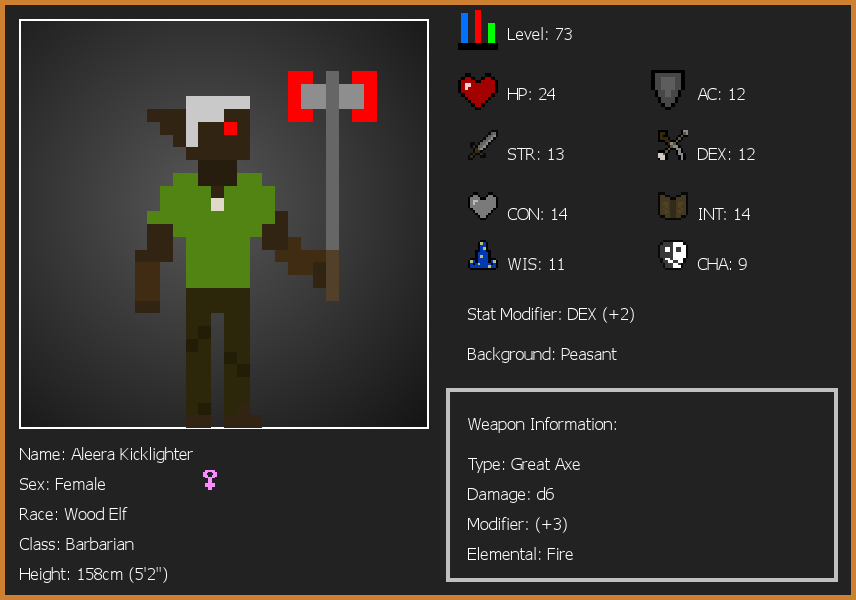 Level: 73
HP: 24
AC: 12
STR: 13
DEX: 12
CON: 14
INT: 14
WIS: 11
CHA: 9
Stat Modifier: DEX (+2)
Background: Peasant
Weapon Information:
Type: Great Axe
Damage: d6
Modifier: (+3)
Elemental: Fire
Name: Aleera Kicklighter
Sex: Female
Race: Wood Elf
Class: Barbarian
Height: 158cm (5'2")